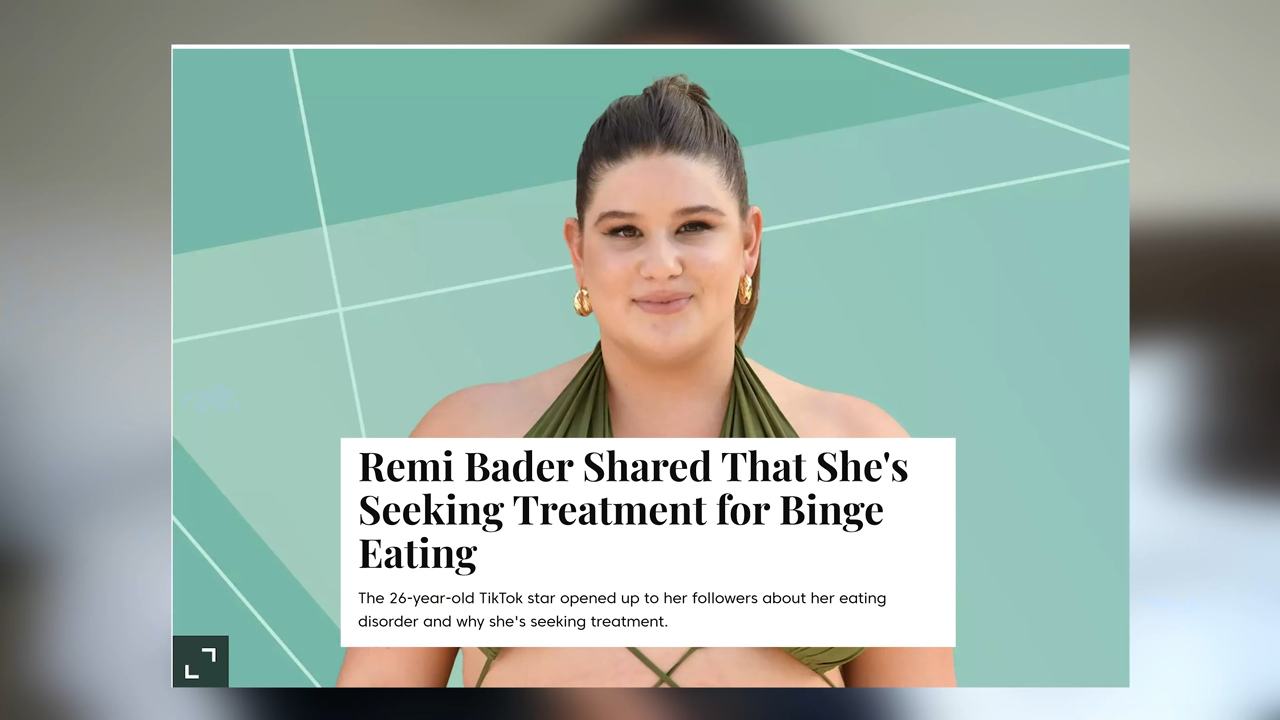 Remi Bader Shared That She's
Seeking Treatment for Binge
Eating
The 26-year-old TikTok star opened up to her followers about her eating
disorder and why she's seeking treatment.